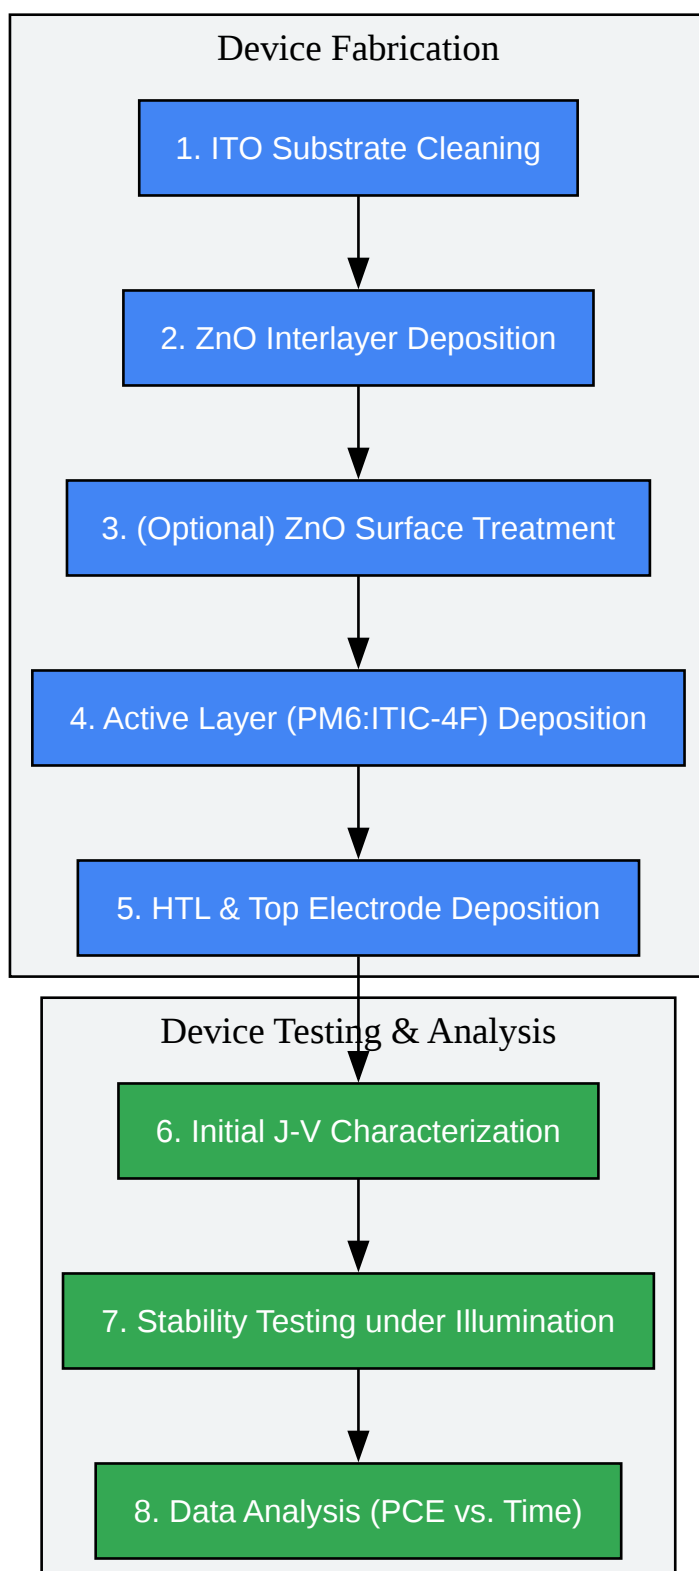 Device Fabrication
1. ITO Substrate Cleaning
2. ZnO Interlayer Deposition
3. (Optional) ZnO Surface Treatment
4. Active Layer (PM6:ITIC-4F) Deposition
5. HTL & Top Electrode Deposition
Device Testing & Analysis
6. Initial J-V Characterization
7. Stability Testing under Illumination
8. Data Analysis (PCE vs. Time)